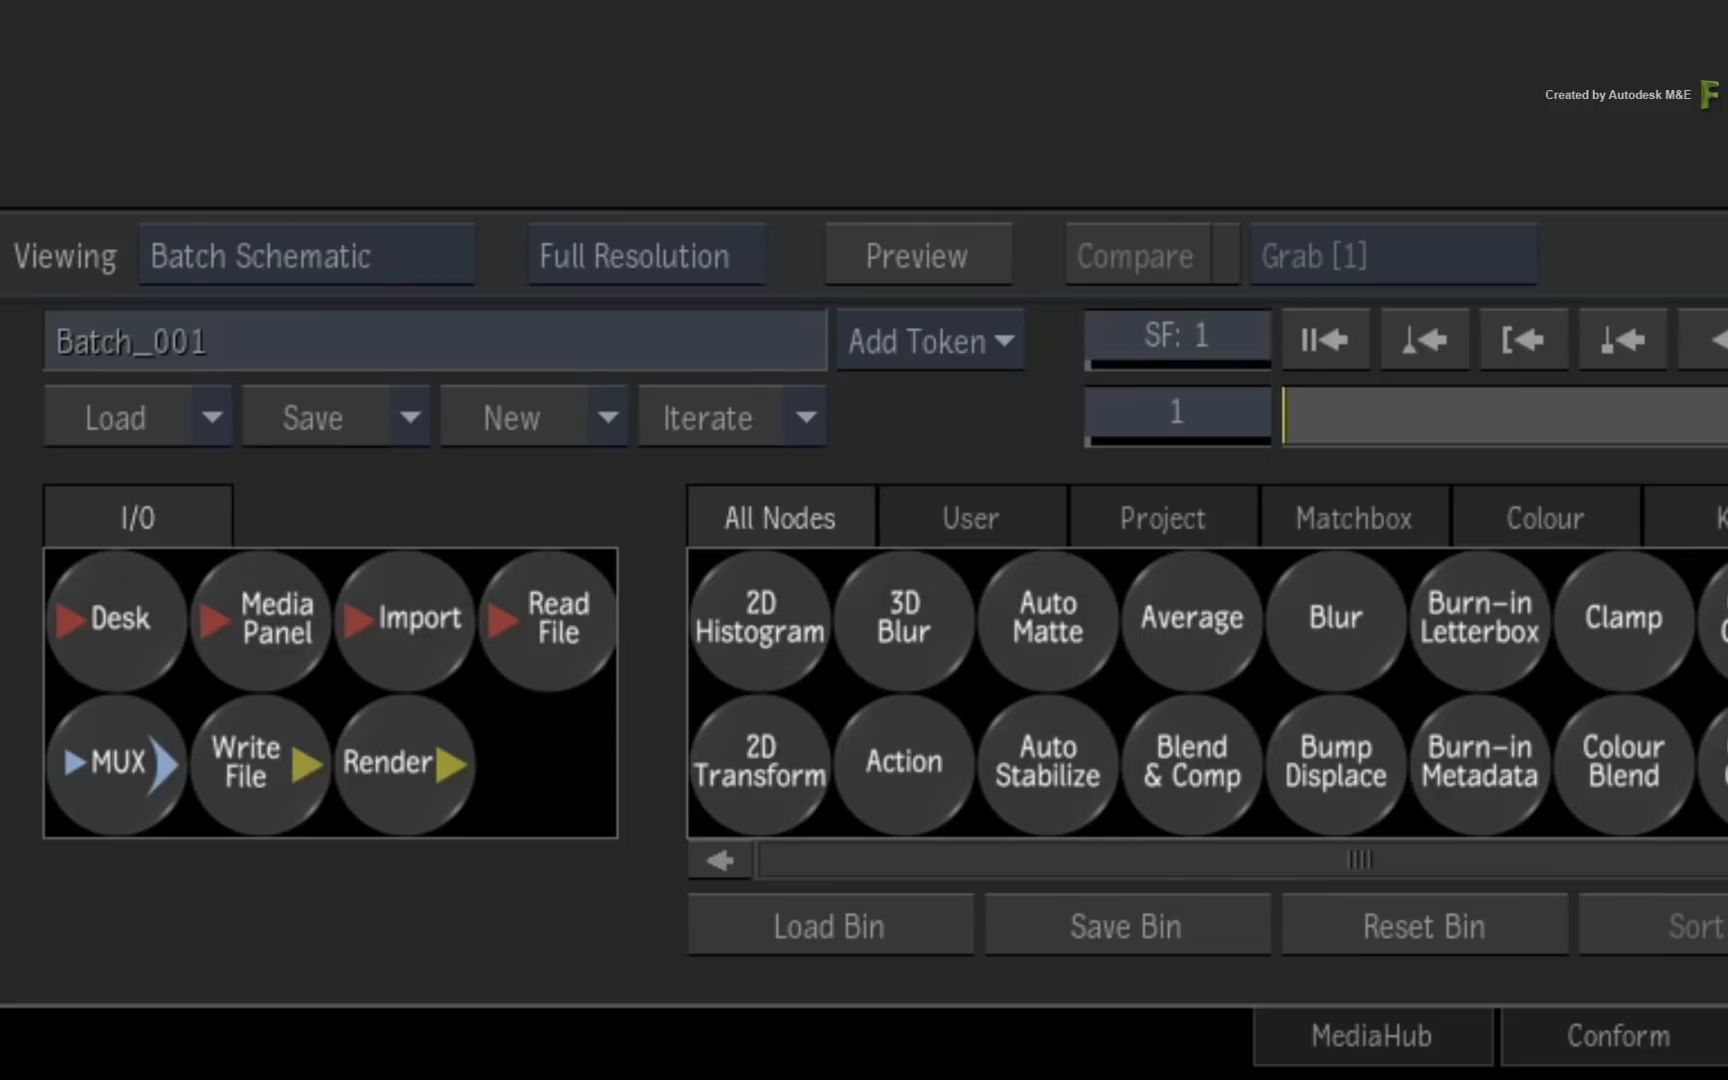 Created by Autodesk M&E
Viewing Batch Schematic Full Resolution Preview Compare Grab [1]
Batch_001 Add Token SF: 1
Load Save New Iterate 1
I/O All Nodes User Project Matchbox Colour
Desk Media Panel Import Read File
2D Histogram 3D Blur Auto Matte Average Blur Burn-in Letterbox Clamp
MUX Write File Render
2D Transform Action Auto Stabilize Blend & Comp Bump Displace Burn-in Metadata Colour Blend
Load Bin Save Bin Reset Bin Sort
MediaHub Conform